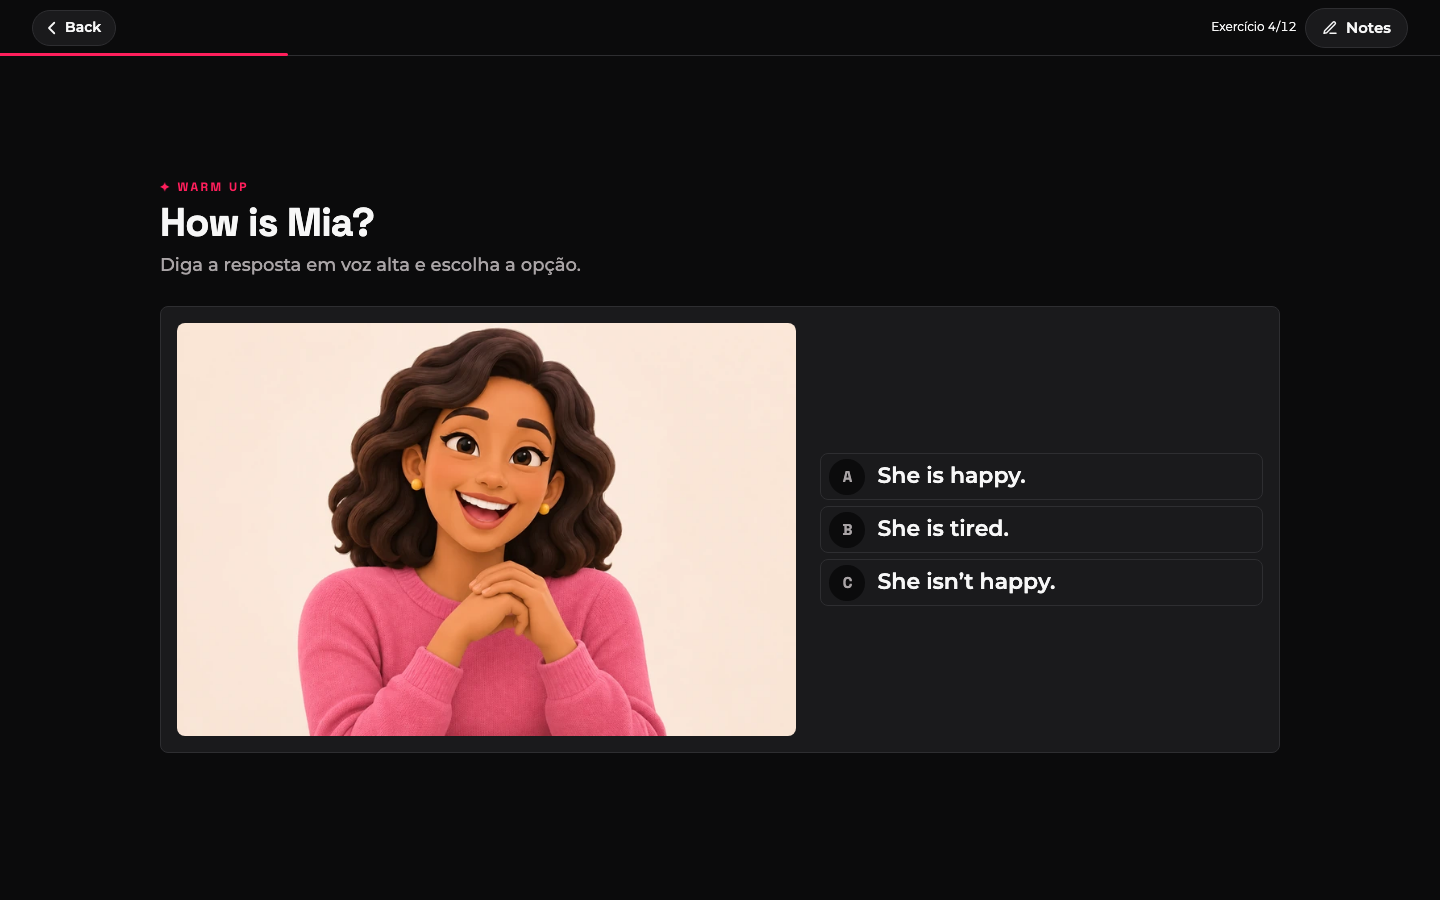 Back
Exercício 4/12
Notes
WARM UP
How is Mia?
Diga a resposta em voz alta e escolha a opção.
A She is happy.
B She is tired.
C She isn’t happy.